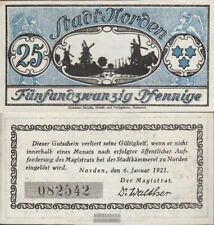 Stadt Norden
25
Fünfundzwanzig Pfennige
Dieser Gutschein verliert seine Gültigkeit, wenn er nicht
innerhalb eines Monats nach erfolgter öffentlicher Auf-
forderung des Magistrats bei der Stadtkämmerei zu Norden
eingelöst wird.
082542
Norden, den 6. Januar 1921.
Der Magistrat.